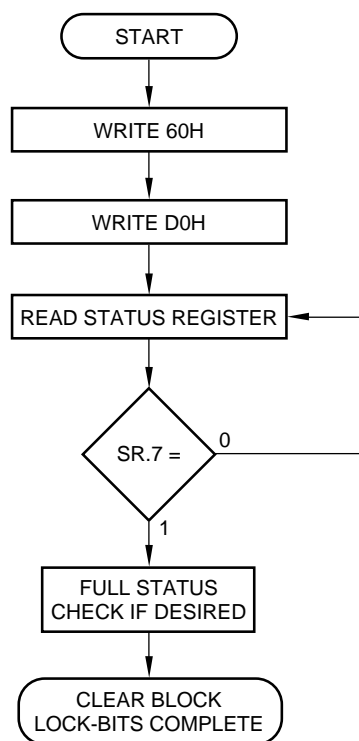 START
WRITE 60H
WRITE D0H
READ STATUS REGISTER
SR.7 =
0
1
FULL STATUS
CHECK IF DESIRED
CLEAR BLOCK
LOCK-BITS COMPLETE